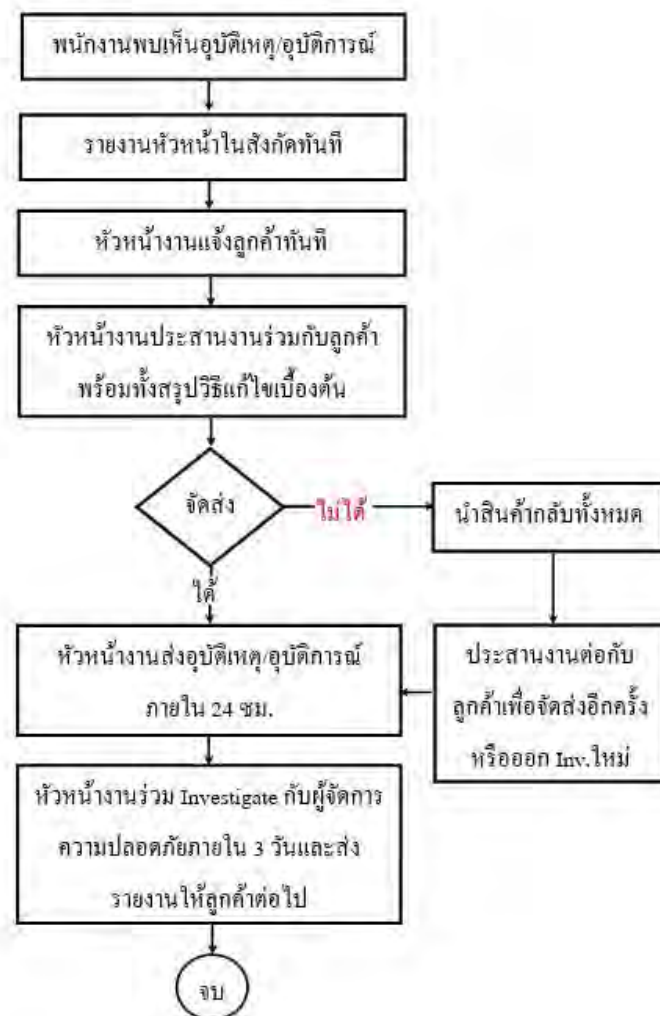 พนักงานพบเห็นอุบัติเหตุ/อุบัติการณ์
รายงานหัวหน้าในสังกัดทันที
หัวหน้างานแจ้งลูกค้าทันที
หัวหน้างานประสานงานร่วมกับลูกค้า
พร้อมทั้งสรุปวิธีแก้ไขเบื้องต้น
จัดส่ง
ไม่ได้
นำสินค้ากลับทั้งหมด
ได้
หัวหน้างานส่งอุบัติเหตุ/อุบัติการณ์
ภายใน 24 ชม.
ประสานงานต่อกับ
ลูกค้าเพื่อจัดส่งอีกครั้ง
หรือออก Inv.ใหม่
หัวหน้างานร่วม Investigate กับผู้จัดการ
ความปลอดภัยภายใน 3 วันและส่ง
รายงานให้ลูกค้าต่อไป
จบ